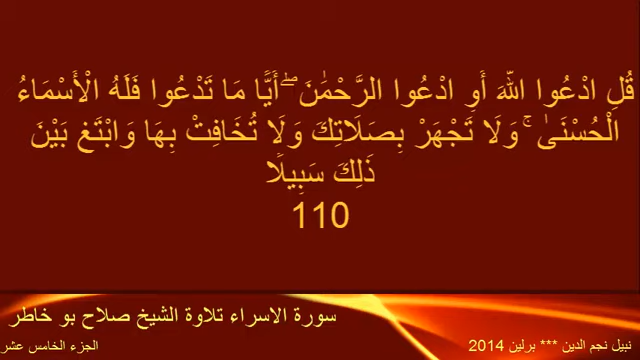 قُلِ ادْعُوا اللَّهَ أَوِ ادْعُوا الرَّحْمَٰنَ ۖ أَيًّا مَا تَدْعُوا فَلَهُ الْأَسْمَاءُ
الْحُسْنَىٰ ۚ وَلَا تَجْهَرْ بِصَلَاتِكَ وَلَا تُخَافِتْ بِهَا وَابْتَغِ بَيْنَ
ذَٰلِكَ سَبِيلًا
110
سورة الاسراء تلاوة الشيخ صلاح بو خاطر
نبيل نجم الدين *** برلين 2014
الجزء الخامس عشر